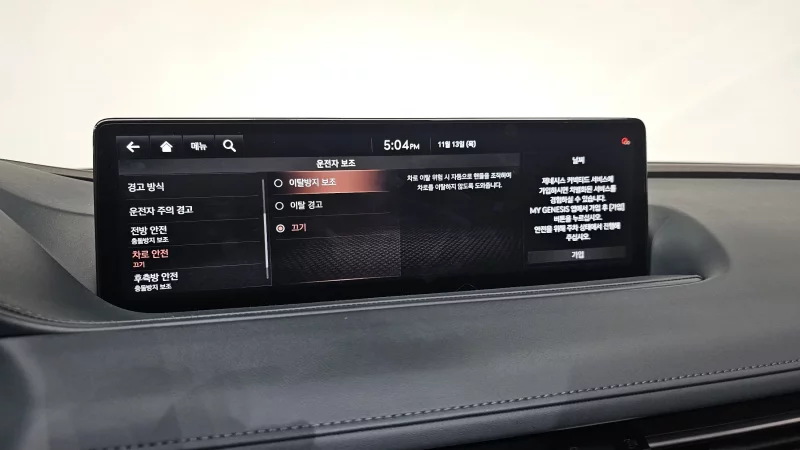 메뉴
5:04 PM
11월 13일 (목)
운전자 보조
경고 방식
운전자 주의 경고
전방 안전
충돌방지 보조
차로 안전
끄기
후측방 안전
충돌방지 보조
이탈방지 보조
이탈 경고
끄기
차로 이탈 위험 시 자동으로 핸들을 조작하여
차로를 이탈하지 않도록 도와줍니다.
날씨
제네시스 커넥티드 서비스에
가입하시면 차별화된 서비스를
경험하실 수 있습니다.
MY GENESIS 앱에서 가입 후 [가입]
버튼을 누르십시오.
안전을 위해 주차 상태에서 진행해
주십시오.
가입